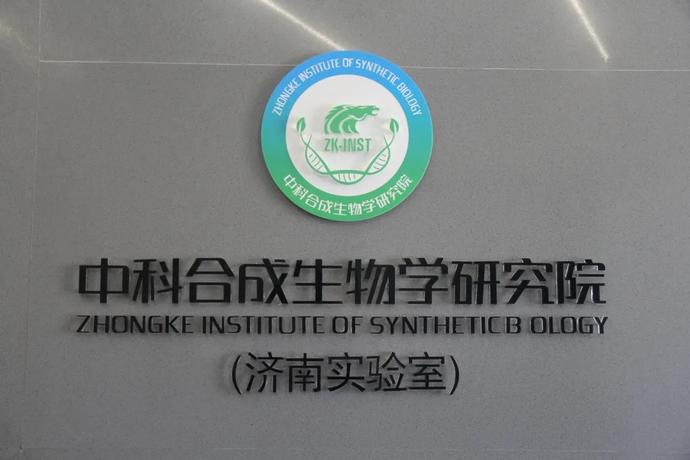 ZHONGKE INSTITUTE OF SYNTHETIC BIOLOGY
ZK-INST
中科合成生物学研究院
中科合成生物学研究院
ZHONGKE INSTITUTE OF SYNTHETICB OLOGY
(济南实验室)